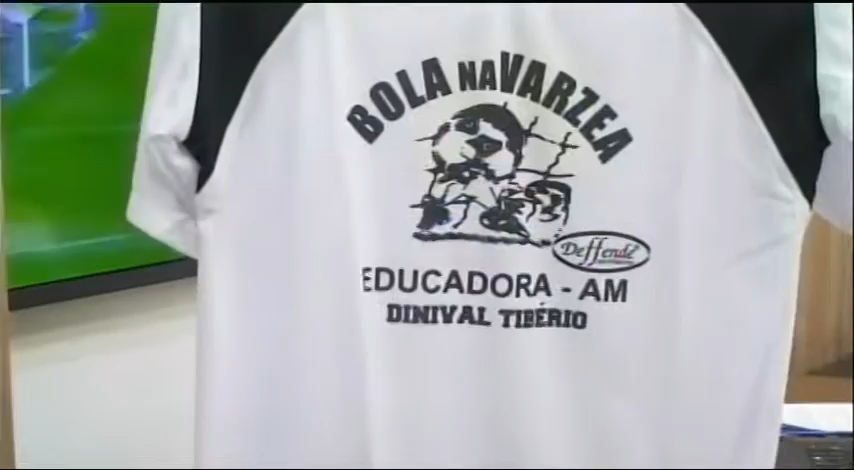 BOLA NA VARZEA
Deffende
EDUCADORA - AM
DINIVAL TIBÉRIO